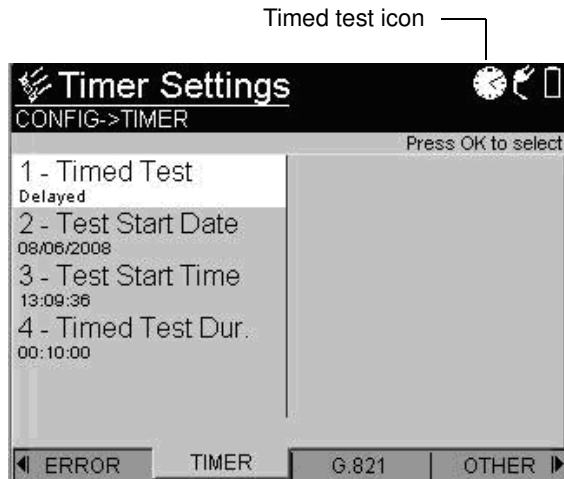 Timed test icon
Timer Settings
CONFIG->TIMER
Press OK to select
1 - Timed Test
Delayed
2 - Test Start Date
08/06/2008
3 - Test Start Time
13:09:36
4 - Timed Test Dur.
00:10:00
ERROR TIMER G.821 OTHER